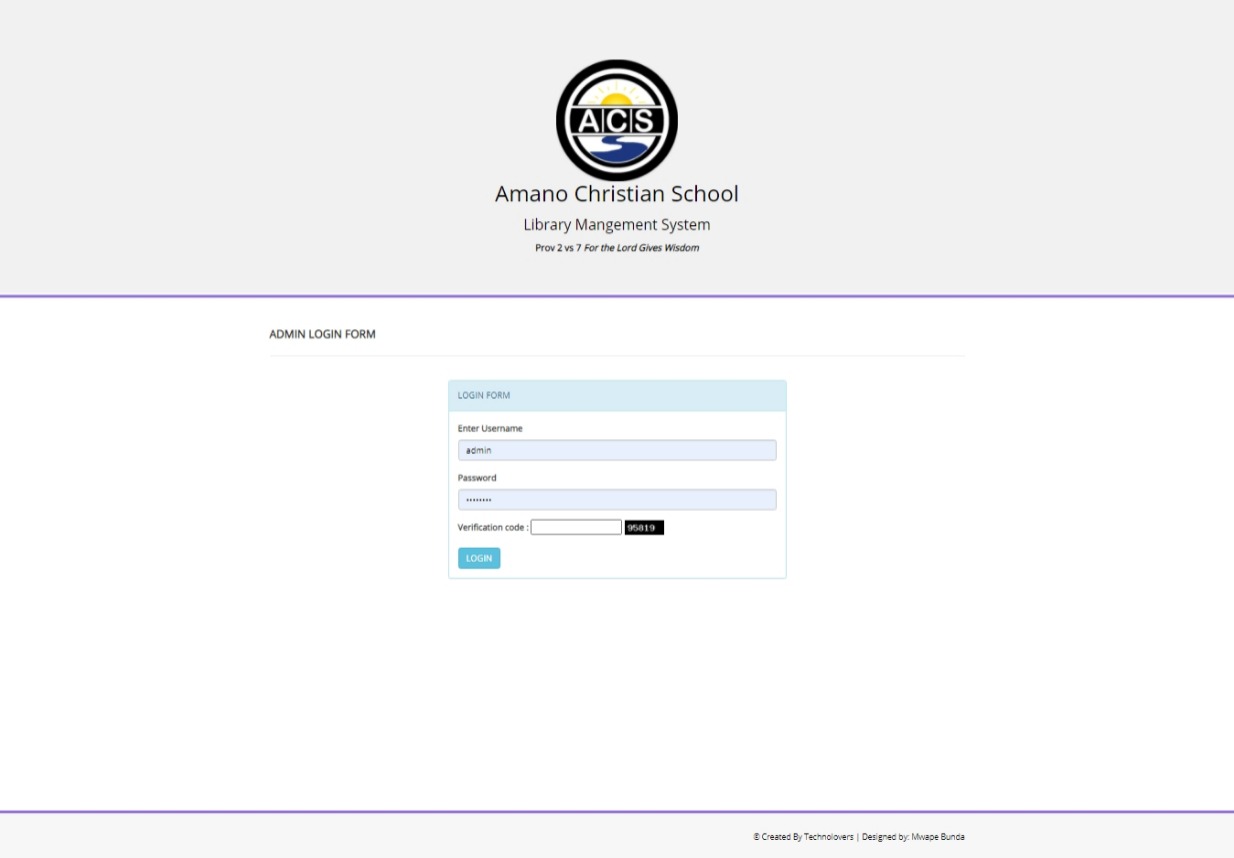 ACS
Amano Christian School
Library Mangement System
Prov 2 vs 7 For the Lord Gives Wisdom
ADMIN LOGIN FORM
LOGIN FORM
Enter Username
admin
Password
••••••••
Verification code : 95819
LOGIN
© Created By Technolovers | Designed by: Mwape Bunda